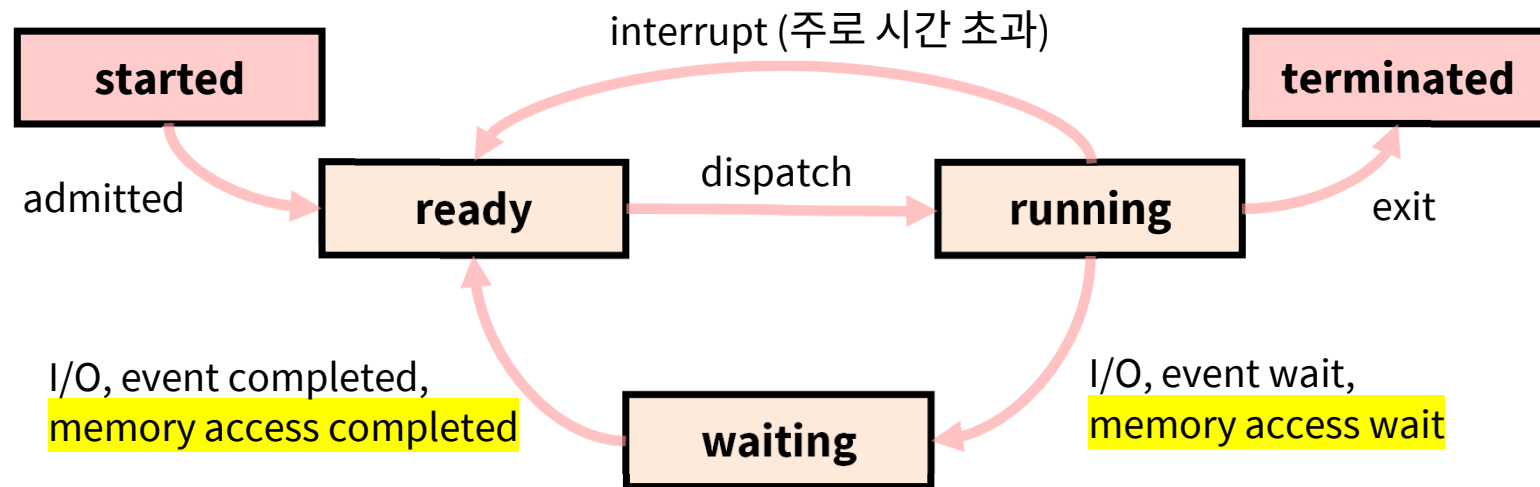 interrupt (주로 시간 초과)
started
terminated
admitted
ready
dispatch
running
exit
I/O, event completed,
memory access completed
waiting
I/O, event wait,
memory access wait